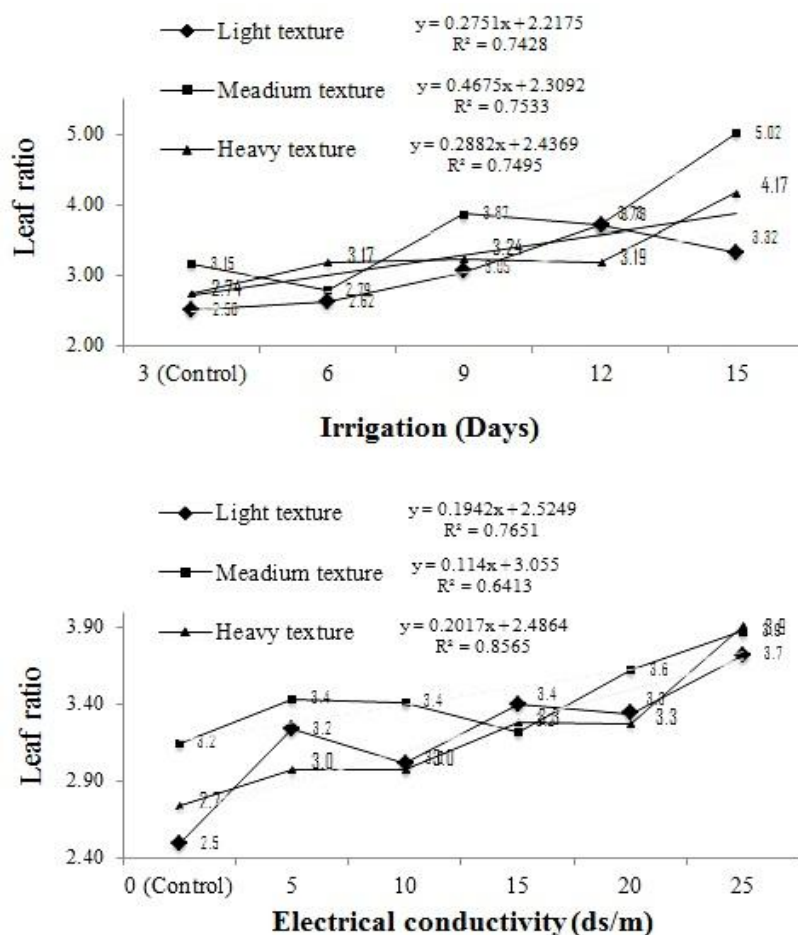 Light texture y = 0.2751x + 2.2175
R² = 0.7428
Meadium texture y = 0.4675x + 2.3092
R² = 0.7533
Heavy texture y = 0.2882x + 2.4369
R² = 0.7495
Leaf ratio
5.00
4.00
3.00
2.00
3.15
2.79
3.87
5.02
2.74
3.17
3.24
3.19
4.17
2.50
2.62
3.05
3.32
3 (Control) 6 9 12 15
Irrigation (Days)
Light texture y = 0.1942x + 2.5249
R² = 0.7651
Meadium texture y = 0.114x + 3.055
R² = 0.6413
Heavy texture y = 0.2017x + 2.4864
R² = 0.8565
Leaf ratio
3.90
3.40
2.90
2.40
3.2
3.4
3.4
3.6
2.7
3.0
3.3
2.5
3.2
3.4
3.7
0 (Control) 5 10 15 20 25
Electrical conductivity (ds/m)